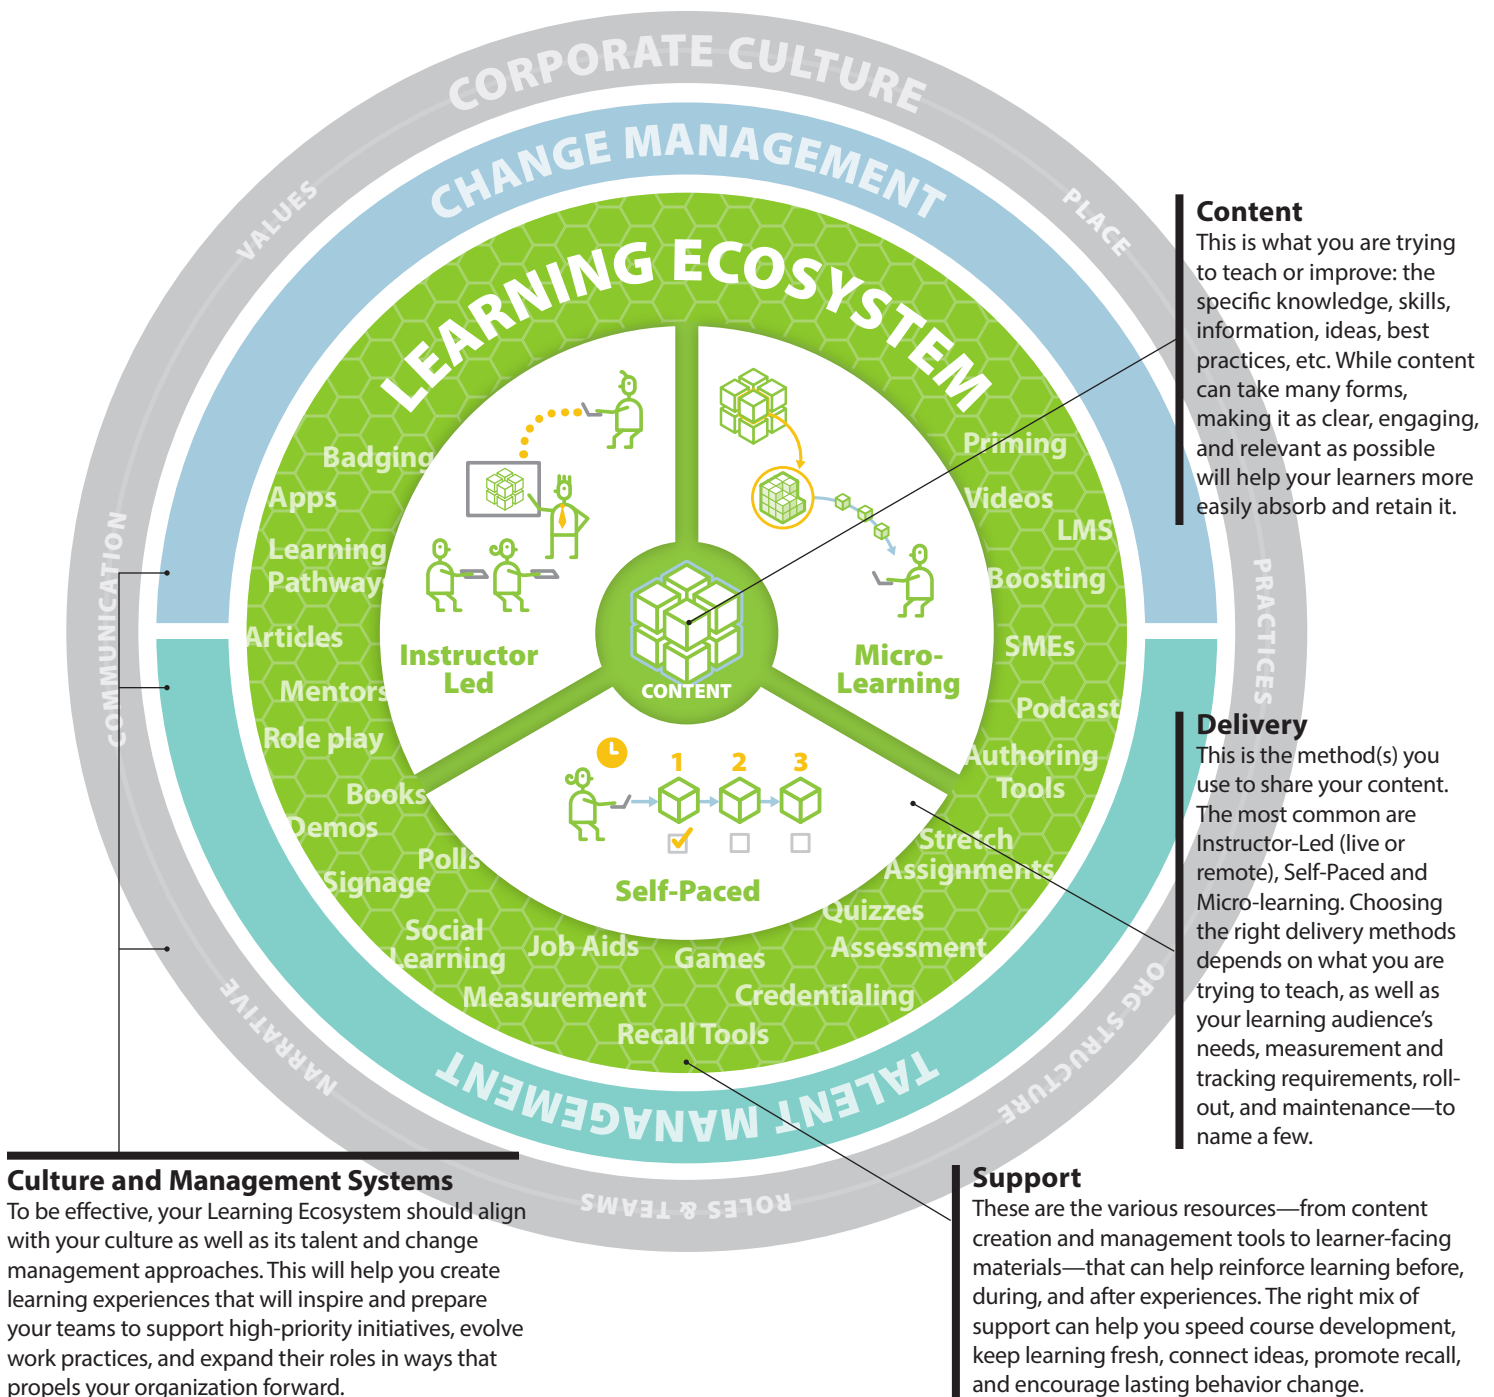 CORPORATE CULTURE
VALUES
PLACE
COMMUNICATION
PRACTICES
NARRATIVE
ORG STRUCTURE
ROLES & TEAMS
CHANGE MANAGEMENT
TALENT MANAGEMENT
LEARNING ECOSYSTEM
Badging
Apps
Learning
Pathways
Articles
Mentors
Role play
Books
Demos
Polls
Signage
Social
Learning
Job Aids
Measurement
Recall Tools
Games
Credentialing
Assessment
Quizzes
Stretch
Assignments
Authoring
Tools
Podcast
SMEs
Boosting
LMS
Videos
Priming
Instructor
Led
Micro-
Learning
CONTENT
1 2 3
Self-Paced
Content
This is what you are trying
to teach or improve: the
specific knowledge, skills,
information, ideas, best
practices, etc. While content
can take many forms,
making it as clear, engaging,
and relevant as possible
will help your learners more
easily absorb and retain it.
Delivery
This is the method(s) you
use to share your content.
The most common are
Instructor-Led (live or
remote), Self-Paced and
Micro-learning. Choosing
the right delivery methods
depends on what you are
trying to teach, as well as
your learning audience’s
needs, measurement and
tracking requirements, roll-
out, and maintenance—to
name a few.
Culture and Management Systems
To be effective, your Learning Ecosystem should align
with your culture as well as its talent and change
management approaches. This will help you create
learning experiences that will inspire and prepare
your teams to support high-priority initiatives, evolve
work practices, and expand their roles in ways that
propels your organization forward.
Support
These are the various resources—from content
creation and management tools to learner-facing
materials—that can help reinforce learning before,
during, and after experiences. The right mix of
support can help you speed course development,
keep learning fresh, connect ideas, promote recall,
and encourage lasting behavior change.